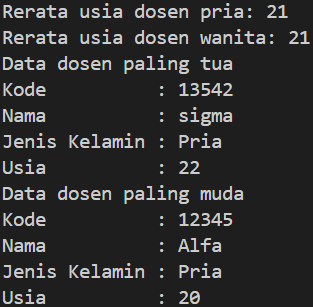 Rerata usia dosen pria: 21
Rerata usia dosen wanita: 21
Data dosen paling tua
Kode          : 13542
Nama          : sigma
Jenis Kelamin : Pria
Usia          : 22
Data dosen paling muda
Kode          : 12345
Nama          : Alfa
Jenis Kelamin : Pria
Usia          : 20